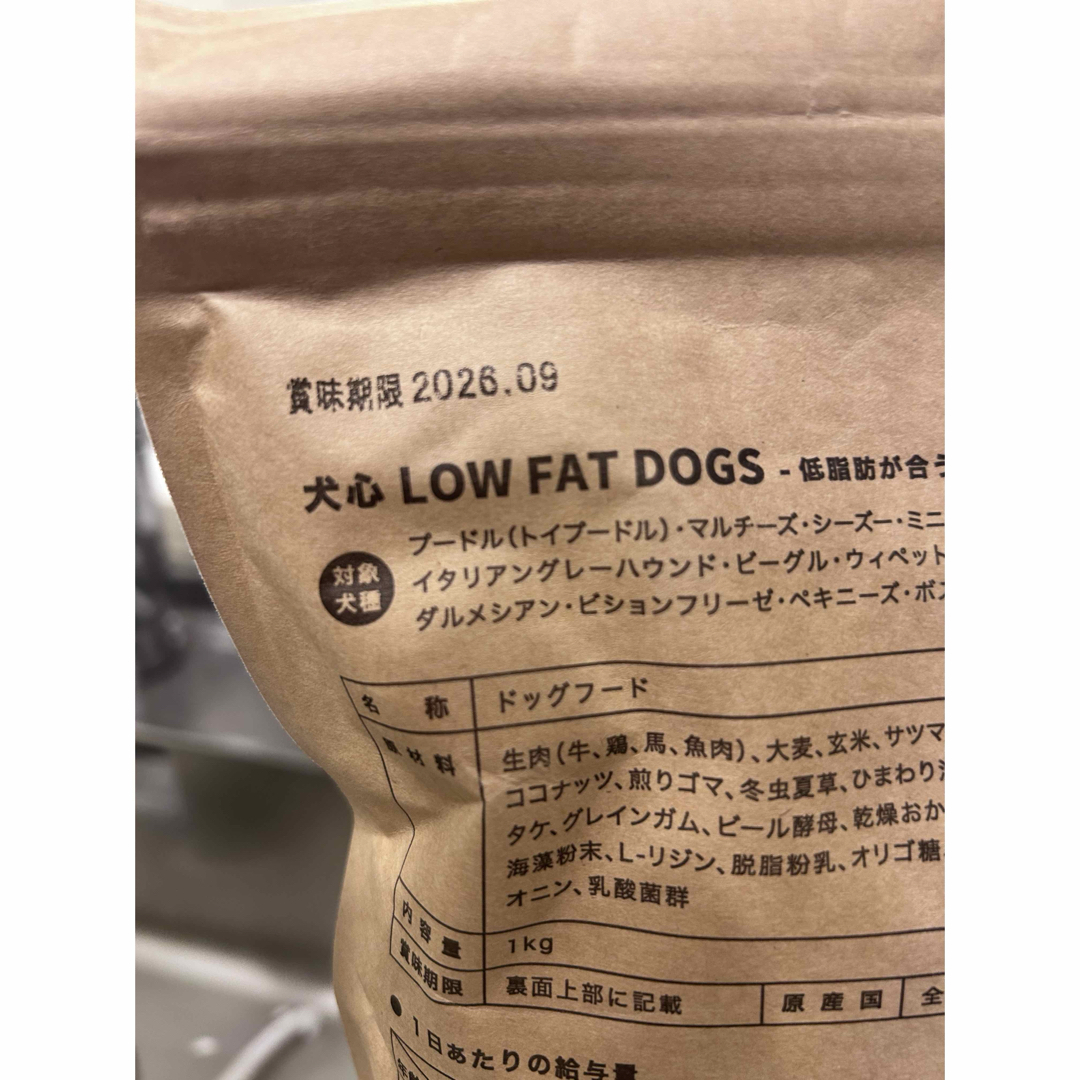 賞味期限 2026.09
犬心 LOW FAT DOGS - 低脂肪が合う
対象
犬種
プードル(トイプードル)・マルチーズ・シーズー・ミニ
イタリアングレーハウンド・ビーグル・ウィペット
ダルメシアン・ビションフリーゼ・ペキニーズ・ボス
名 称 ドッグフード
原材料 生肉(牛、鶏、馬、魚肉)、大麦、玄米、サツマ
ココナッツ、煎りゴマ、冬虫夏草、ひまわり
タケ、グレインガム、ビール酵母、乾燥おか
海藻粉末、L-リジン、脱脂粉乳、オリゴ糖、
オニン、乳酸菌群
内容量 1kg
賞味期限 裏面上部に記載 原産国 全
● 1日あたりの給与量